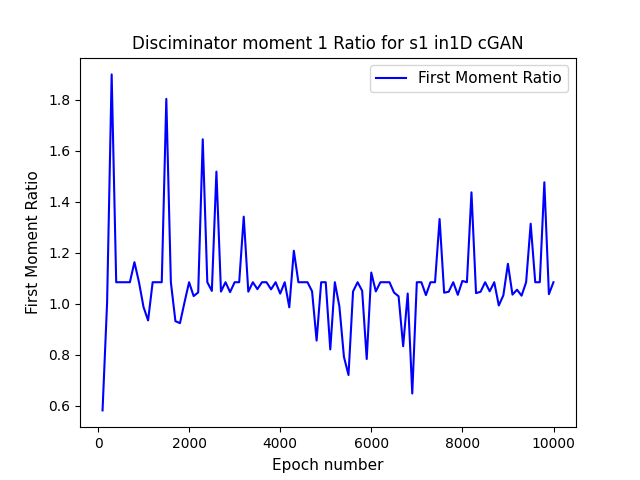 Disciminator moment 1 Ratio for s1 in1D cGAN
First Moment Ratio
First Moment Ratio
1.8
1.6
1.4
1.2
1.0
0.8
0.6
0 2000 4000 6000 8000 10000
Epoch number